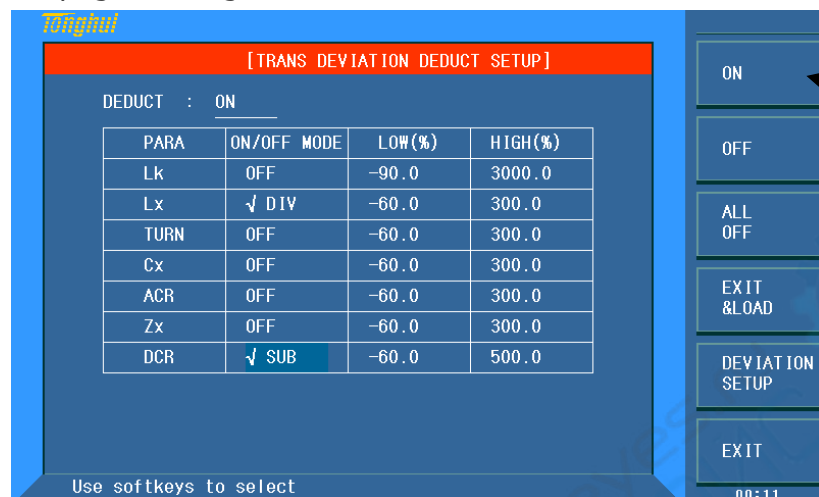 Tonghui
[TRANS DEVIATION DEDUCT SETUP]
DEDUCT : ON
PARA ON/OFF MODE LOW(%) HIGH(%)
Lk OFF -90.0 3000.0
Lx √ DIV -60.0 300.0
TURN OFF -60.0 300.0
Cx OFF -60.0 300.0
ACR OFF -60.0 300.0
Zx OFF -60.0 300.0
DCR √ SUB -60.0 500.0
Use softkeys to select
ON
OFF
ALL
OFF
EXIT
&LOAD
DEVIATION
SETUP
EXIT